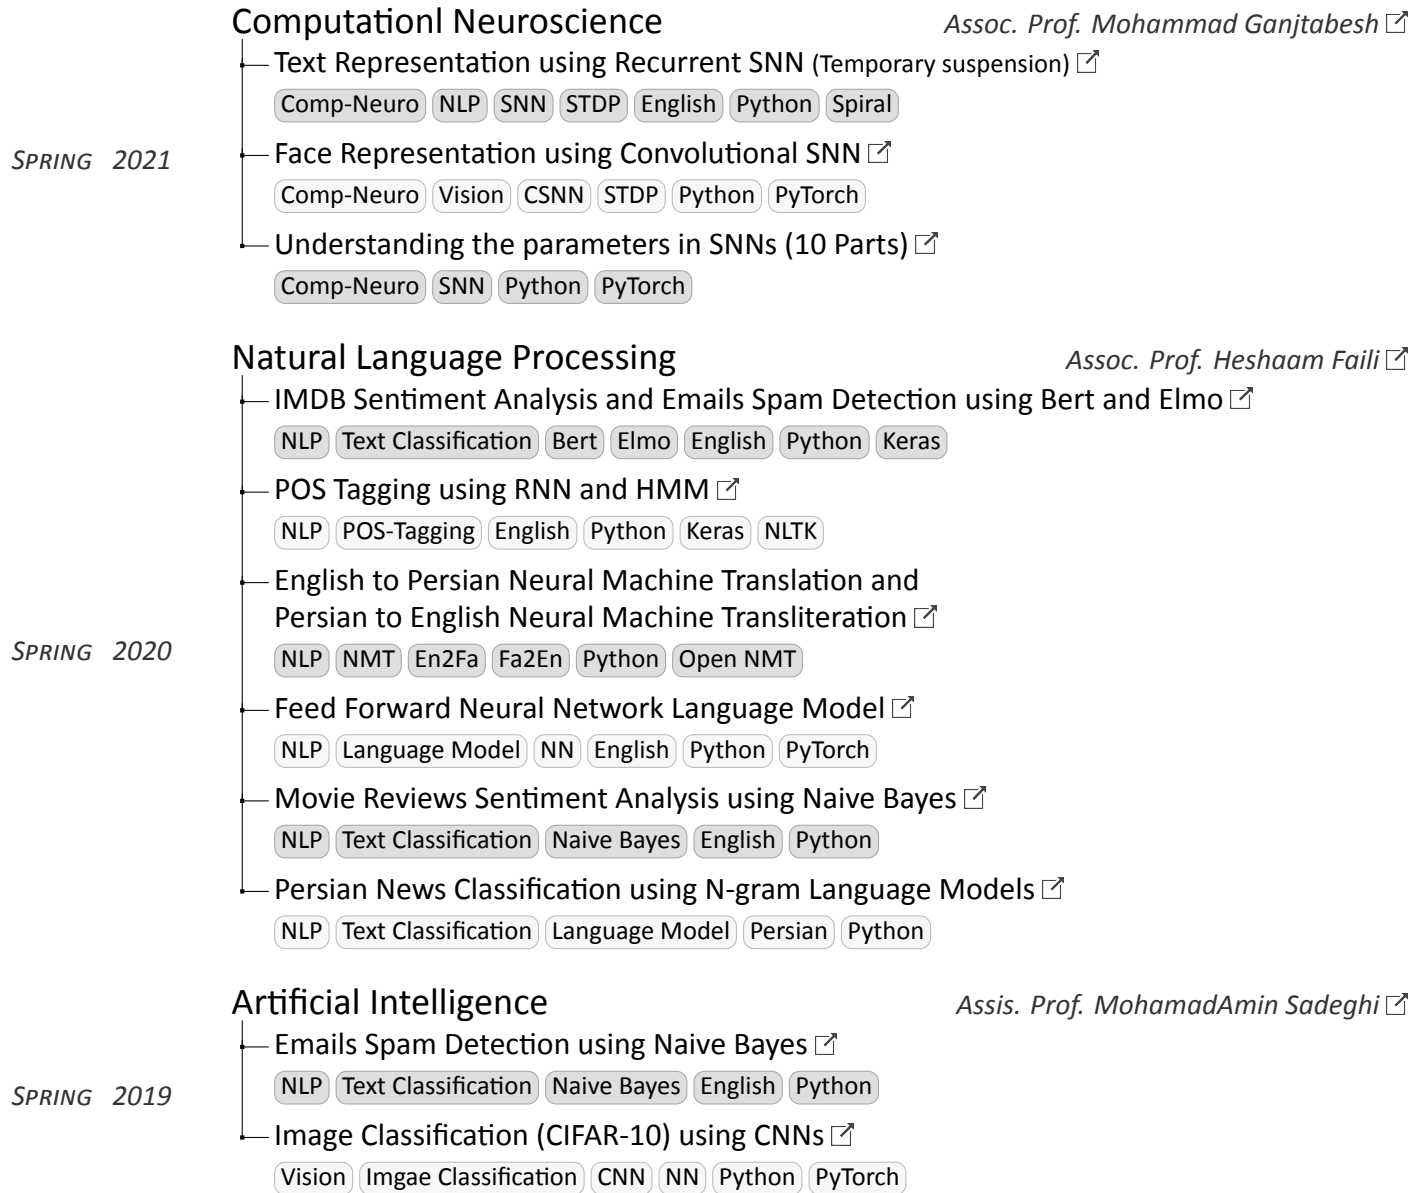 Computationl Neuroscience Assoc. Prof. Mohammad Ganjtabesh
Text Representation using Recurrent SNN (Temporary suspension)
Comp-Neuro NLP SNN STDP English Python Spiral
SPRING 2021
Face Representation using Convolutional SNN
Comp-Neuro Vision CSNN STDP Python PyTorch
Understanding the parameters in SNNs (10 Parts)
Comp-Neuro SNN Python PyTorch
Natural Language Processing Assoc. Prof. Heshaam Faili
IMDB Sentiment Analysis and Emails Spam Detection using Bert and Elmo
NLP Text Classification Bert Elmo English Python Keras
POS Tagging using RNN and HMM
NLP POS-Tagging English Python Keras NLTK
English to Persian Neural Machine Translation and
Persian to English Neural Machine Transliteration
SPRING 2020
NLP NMT En2Fa Fa2En Python Open NMT
Feed Forward Neural Network Language Model
NLP Language Model NN English Python PyTorch
Movie Reviews Sentiment Analysis using Naive Bayes
NLP Text Classification Naive Bayes English Python
Persian News Classification using N-gram Language Models
NLP Text Classification Language Model Persian Python
Artificial Intelligence Assis. Prof. MohamadAmin Sadeghi
Emails Spam Detection using Naive Bayes
NLP Text Classification Naive Bayes English Python
SPRING 2019
Image Classification (CIFAR-10) using CNNs
Vision Imgae Classification CNN NN Python PyTorch